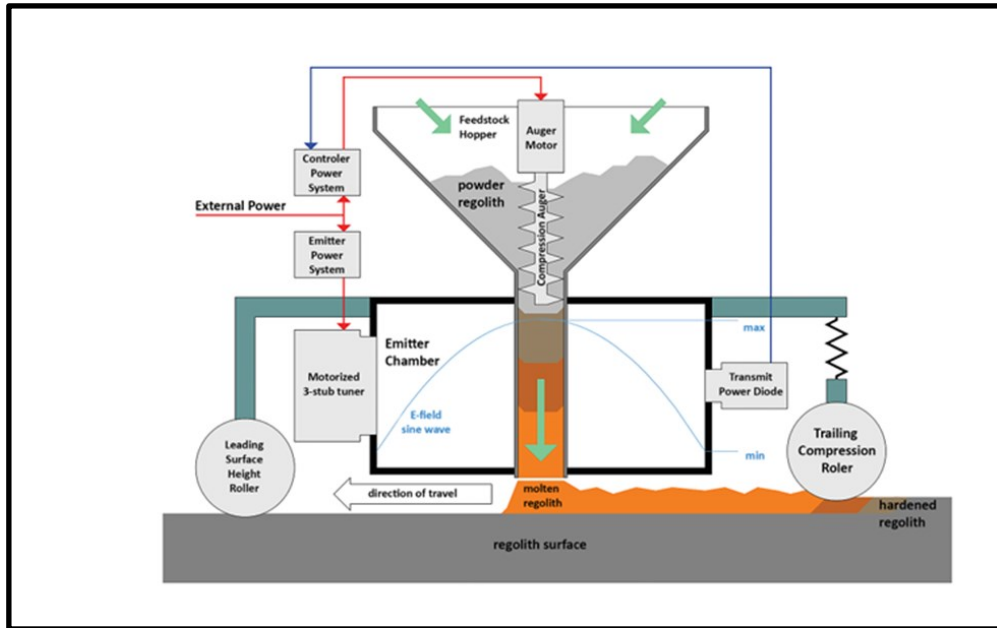 Feedstock
Hopper
Auger
Motor
Controler
Power
System
powder
regolith
Compression Auger
External Power
Emitter
Power
System
Emitter
Chamber
max
Motorized
3-stub tuner
Transmit
Power Diode
E-field
sine wave
Leading
Surface
Height
Roller
Trailing
Compression
Roler
min
direction of travel
molten
regolith
hardened
regolith
regolith surface